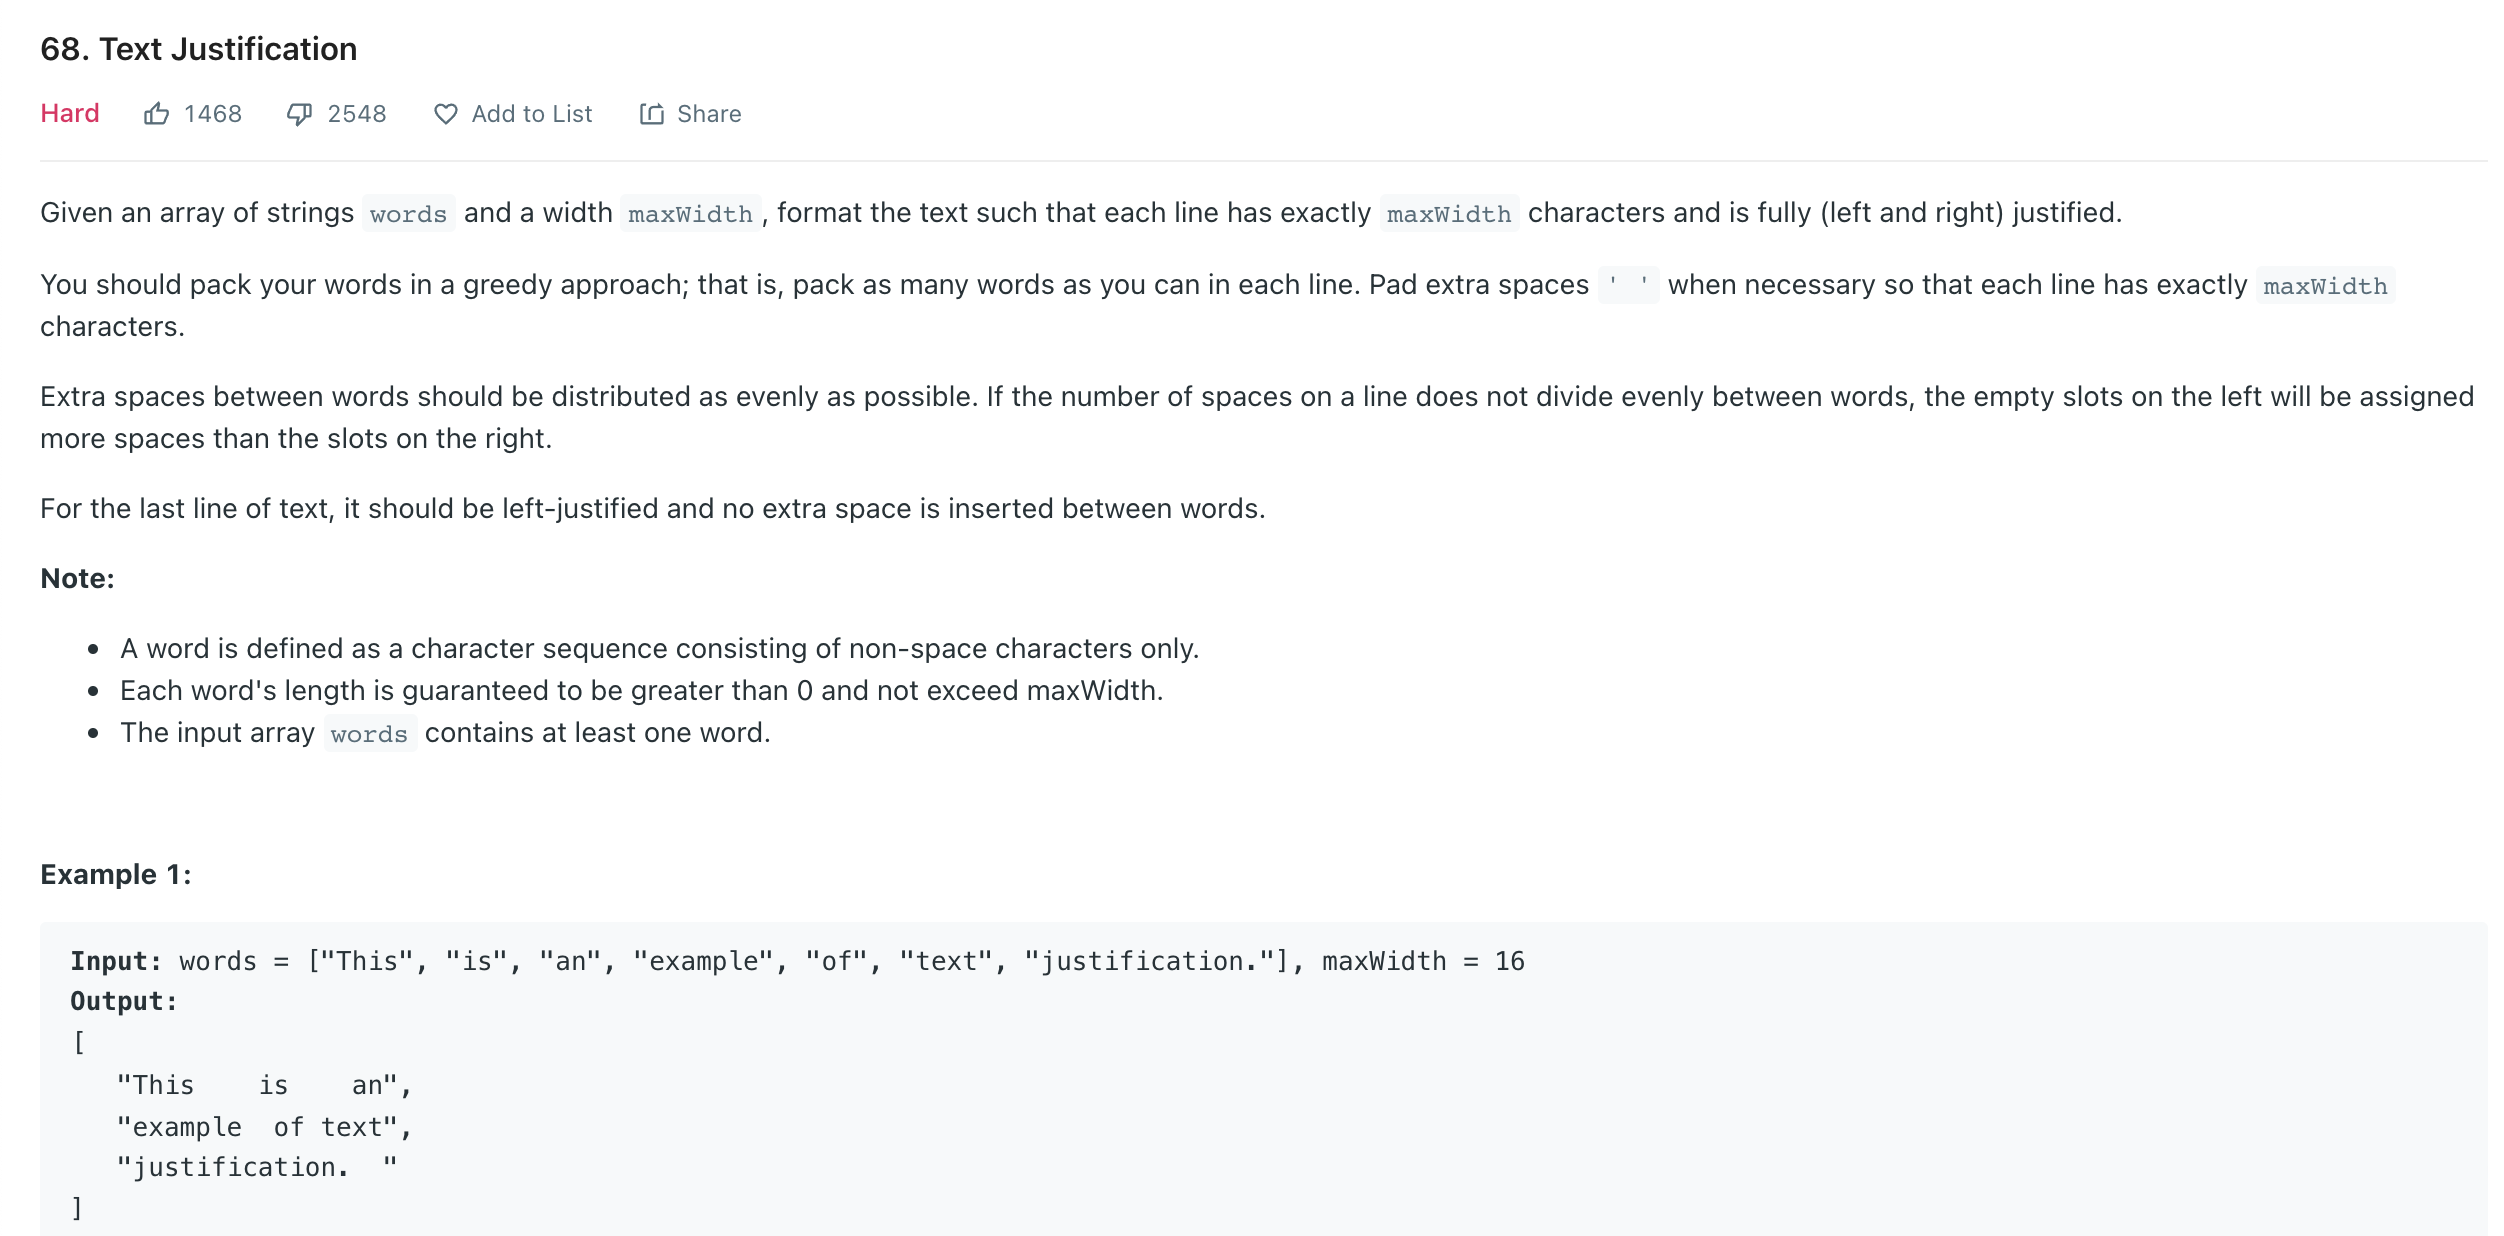 68. Text Justification
Hard 1468 2548 Add to List Share
Given an array of strings words and a width maxWidth, format the text such that each line has exactly maxWidth characters and is fully (left and right) justified.
You should pack your words in a greedy approach; that is, pack as many words as you can in each line. Pad extra spaces ' ' when necessary so that each line has exactly maxWidth
characters.
Extra spaces between words should be distributed as evenly as possible. If the number of spaces on a line does not divide evenly between words, the empty slots on the left will be assigned
more spaces than the slots on the right.
For the last line of text, it should be left-justified and no extra space is inserted between words.
Note:
• A word is defined as a character sequence consisting of non-space characters only.
• Each word's length is guaranteed to be greater than 0 and not exceed maxWidth.
• The input array words contains at least one word.
Example 1:
Input: words = ["This", "is", "an", "example", "of", "text", "justification."], maxWidth = 16
Output:
[
   "This    is    an",
   "example  of text",
   "justification.  "
]